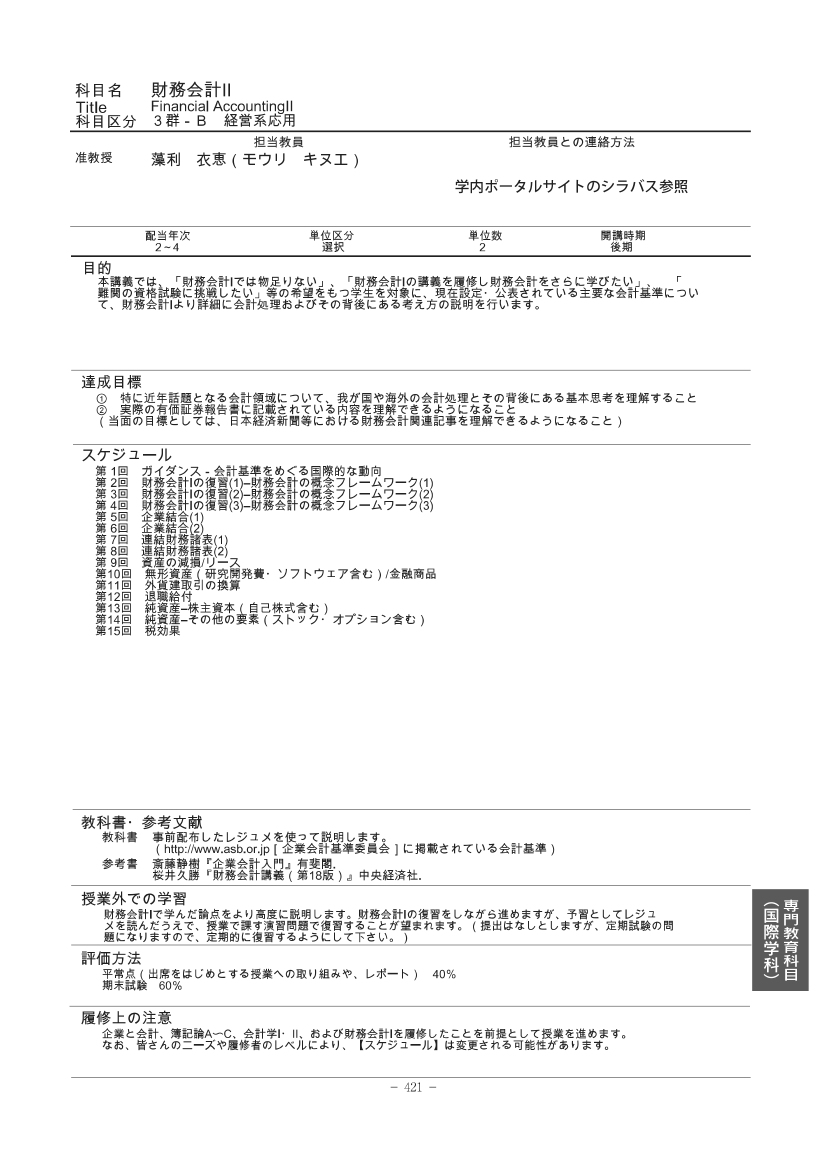 科目名 財務会計II
Title Financial AccountingII
科目区分 3群-B 経営系応用
担当教員 担当教員との連絡方法
准教授 藻利 衣恵(モウリ キヌエ)
学内ポータルサイトのシラバス参照
配当年次 単位区分 単位数 開講時期
2~4 選択 2 後期
目的
本講義では、「財務会計Iでは物足りない」、「財務会計Iの講義を履修し財務会計をさらに学びたい」、 「
難関の資格試験に挑戦したい」等の希望をもつ学生を対象に、現在設定・公表されている主要な会計基準につい
て、財務会計Iより詳細に会計処理およびその背後にある考え方の説明を行います。
達成目標
① 特に近年話題となる会計領域について、我が国や海外の会計処理とその背後にある基本思考を理解すること
② 実際の有価証券報告書に記載されている内容を理解できるようになること
(当面の目標としては、日本経済新聞等における財務会計関連記事を理解できるようになること)
スケジュール
第 1回 ガイダンス-会計基準をめぐる国際的な動向
第 2回 財務会計Iの復習(1)–財務会計の概念フレームワーク(1)
第 3回 財務会計Iの復習(2)–財務会計の概念フレームワーク(2)
第 4回 財務会計Iの復習(3)–財務会計の概念フレームワーク(3)
第 5回 企業結合(1)
第 6回 企業結合(2)
第 7回 連結財務諸表(1)
第 8回 連結財務諸表(2)
第 9回 資産の減損/リース
第10回 無形資産(研究開発費・ソフトウェア含む)/金融商品
第11回 外貨建取引の換算
第12回 退職給付
第13回 純資産–株主資本(自己株式含む)
第14回 純資産–その他の要素(ストック・オプション含む)
第15回 税効果
教科書・参考文献
教科書 事前配布したレジュメを使って説明します。
(http://www.asb.or.jp[企業会計基準委員会]に掲載されている会計基準)
参考書 斎藤静樹『企業会計入門』有斐閣.
桜井久勝『財務会計講義(第18版)』中央経済社.
授業外での学習
財務会計Iで学んだ論点をより高度に説明します。財務会計Iの復習をしながら進めますが、予習としてレジュ
メを読んだうえで、授業で課す演習問題で復習することが望まれます。(提出はなしとしますが、定期試験の問
題になりますので、定期的に復習するようにして下さい。)
評価方法
平常点(出席をはじめとする授業への取り組みや、レポート) 40%
期末試験 60%
履修上の注意
企業と会計、簿記論A~C、会計学I・II、および財務会計Iを履修したことを前提として授業を進めます。
なお、皆さんのニーズや履修者のレベルにより、【スケジュール】は変更される可能性があります。
専門教育科目
(国際学科)
- 421 -